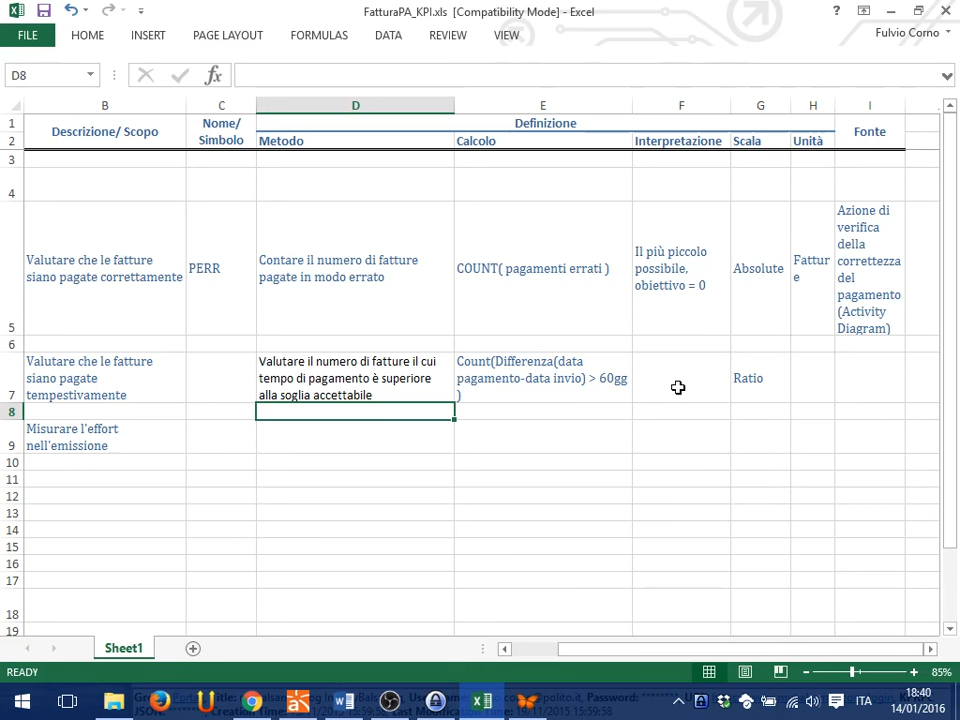 FatturaPA_KPI.xls [Compatibility Mode] - Excel
FILE HOME INSERT PAGE LAYOUT FORMULAS DATA REVIEW VIEW
Fulvio Corno
D8
fx
B C D E F G H I
1
2
3
4
5
6
7
8
9
10
11
12
13
14
15
16
17
18
19
Descrizione/ Scopo
Nome/
Simbolo
Definizione
Metodo Calcolo Interpretazione Scala Unità
Fonte
Valutare che le fatture
siano pagate correttamente
PERR
Contare il numero di fatture
pagate in modo errato
COUNT( pagamenti errati )
Il più piccolo
possibile,
obiettivo = 0
Absolute
Fattur
e
Azione di
verifica
della
correttezza
del
pagamento
(Activity
Diagram)
Valutare che le fatture
siano pagate
tempestivamente
Valutare il numero di fatture il cui
tempo di pagamento è superiore
alla soglia accettabile
Count(Differenza(data
pagamento-data invio) > 60gg
)
Ratio
Misurare l'effort
nell'emissione
Sheet1
READY
85%
ITA
18:40
14/01/2016